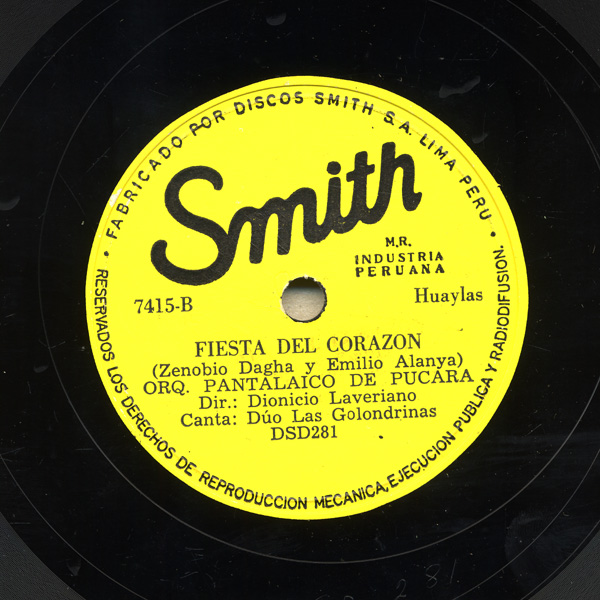 • FABRICADO POR DISCOS SMITH S.A. LIMA PERU •
Smith
M.R.
INDUSTRIA
PERUANA
7415-B
Huaylas
FIESTA DEL CORAZON
(Zenobio Dagha y Emilio Alanya)
ORQ. PANTALAICO DE PUCARA
Dir.: Dionicio Laveriano
Canta: Dúo Las Golondrinas
DSD281
RESERVADOS LOS DERECHOS DE REPRODUCCION MECANICA, EJECUCION PUBLICA Y RADIODIFUSION.